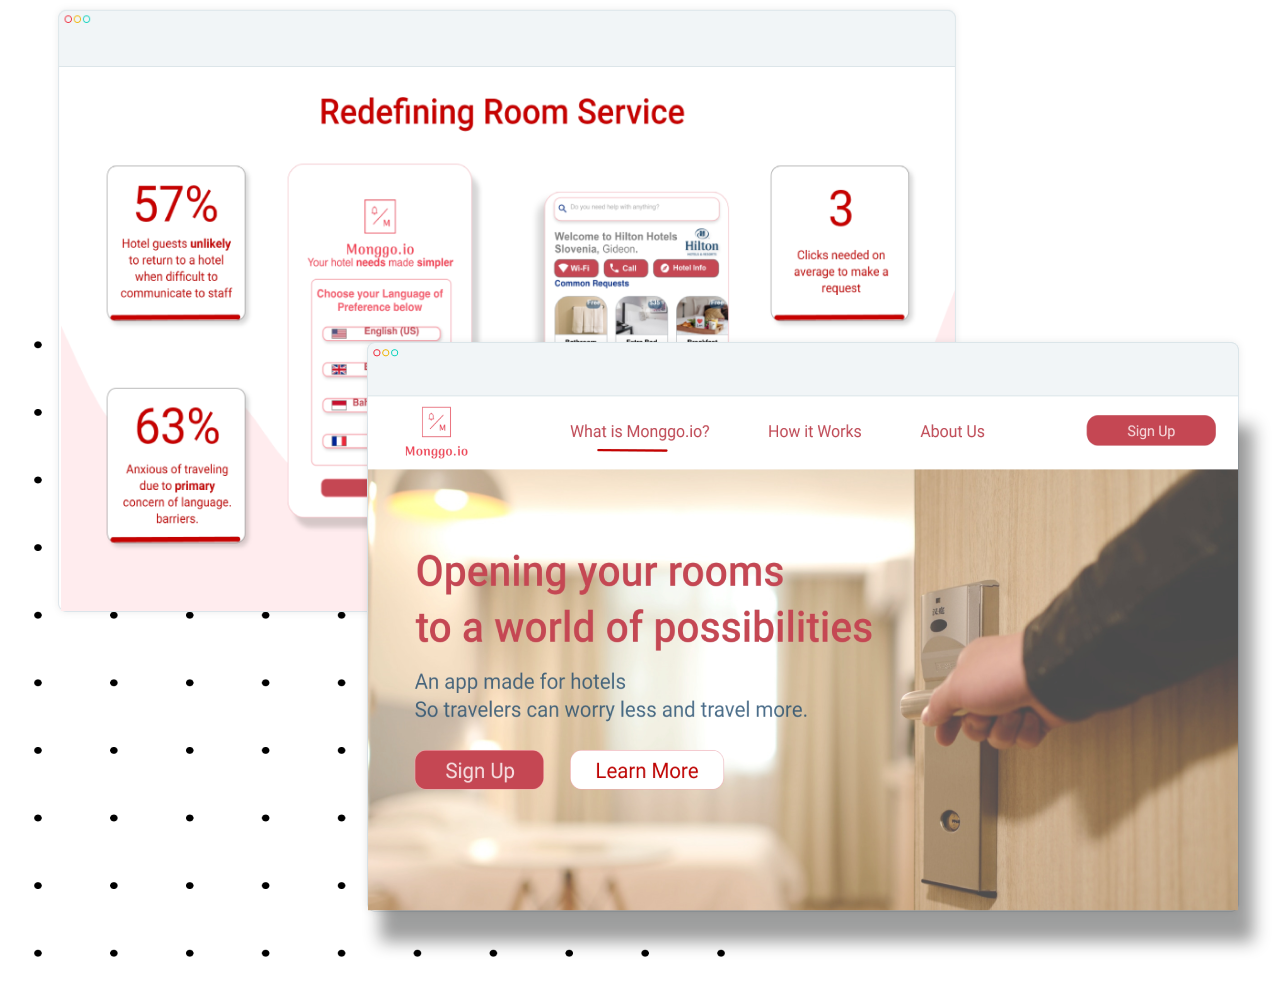 Redefining Room Service
57%
Hotel guests unlikely
to return to a hotel
when difficult to
communicate to staff
63%
Anxious of traveling
due to primary
concern of language.
barriers.
M
Monggo.io
Your hotel needs made simpler
Choose your Language of
Preference below
English (US)
Do you need help with anything?
Welcome to Hilton Hotels
Slovenia, Gideon.
Hilton
HOTELS & RESORTS
Wi-Fi
Call
Hotel Info
Common Requests
Bathroom
Extra Bed
Breakfast
3
Clicks needed on
average to make a
request
M
Monggo.io
What is Monggo.io?
How it Works
About Us
Sign Up
Opening your rooms
to a world of possibilities
An app made for hotels
So travelers can worry less and travel more.
Sign Up
Learn More